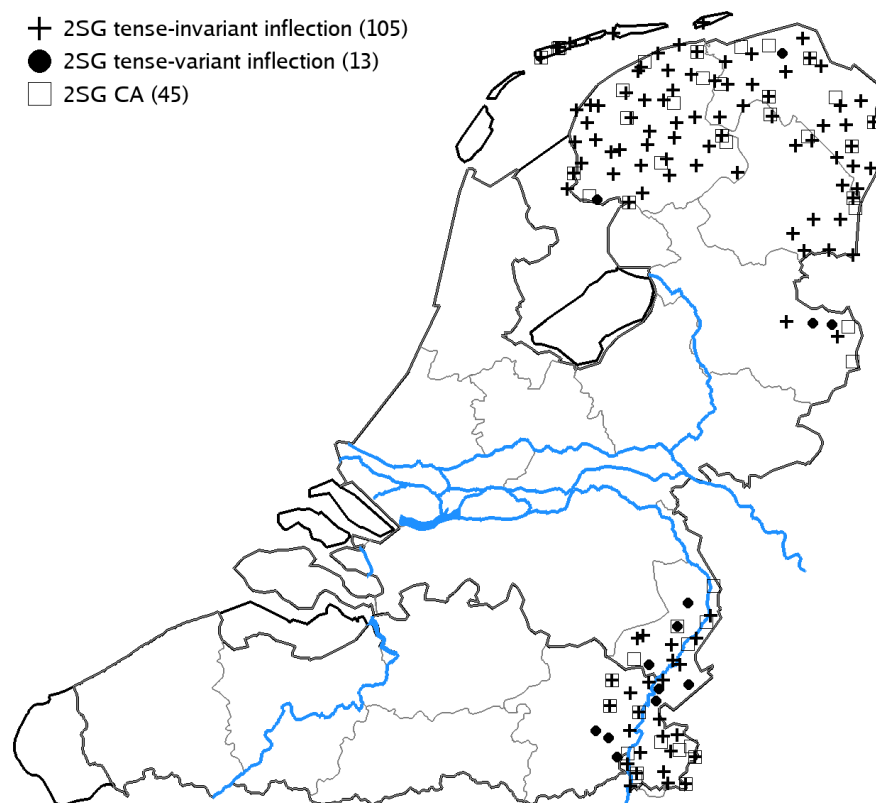 2SG tense-invariant inflection (105)
2SG tense-variant inflection (13)
2SG CA (45)